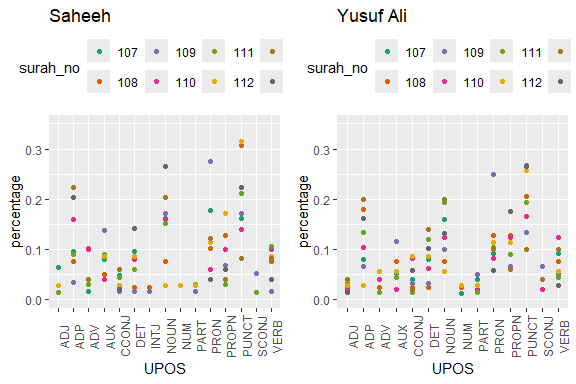 Saheeh
surah_no
107 109 111
108 110 112
percentage
0.3
0.2
0.1
0.0
ADJ ADP ADV AUX CCONJ DET INTJ NOUN NUM PART PRON PROPN PUNCT SCONJ VERB
UPOS
Yusuf Ali
surah_no
107 109 111
108 110 112
percentage
0.3
0.2
0.1
0.0
ADJ ADP ADV AUX CCONJ DET NOUN NUM PART PRON PROPN PUNCT SCONJ VERB
UPOS